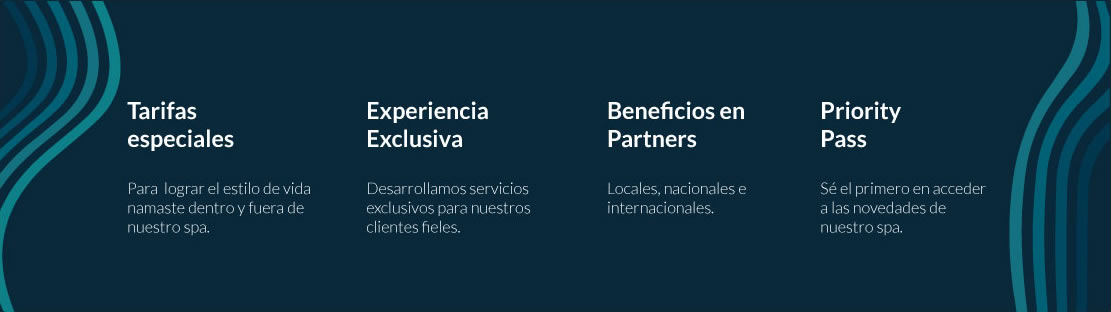 Tarifas
especiales
Para lograr el estilo de vida
namaste dentro y fuera de
nuestro spa.
Experiencia
Exclusiva
Desarrollamos servicios
exclusivos para nuestros
clientes fieles.
Beneficios en
Partners
Locales, nacionales e
internacionales.
Priority
Pass
Sé el primero en acceder
a las novedades de
nuestro spa.